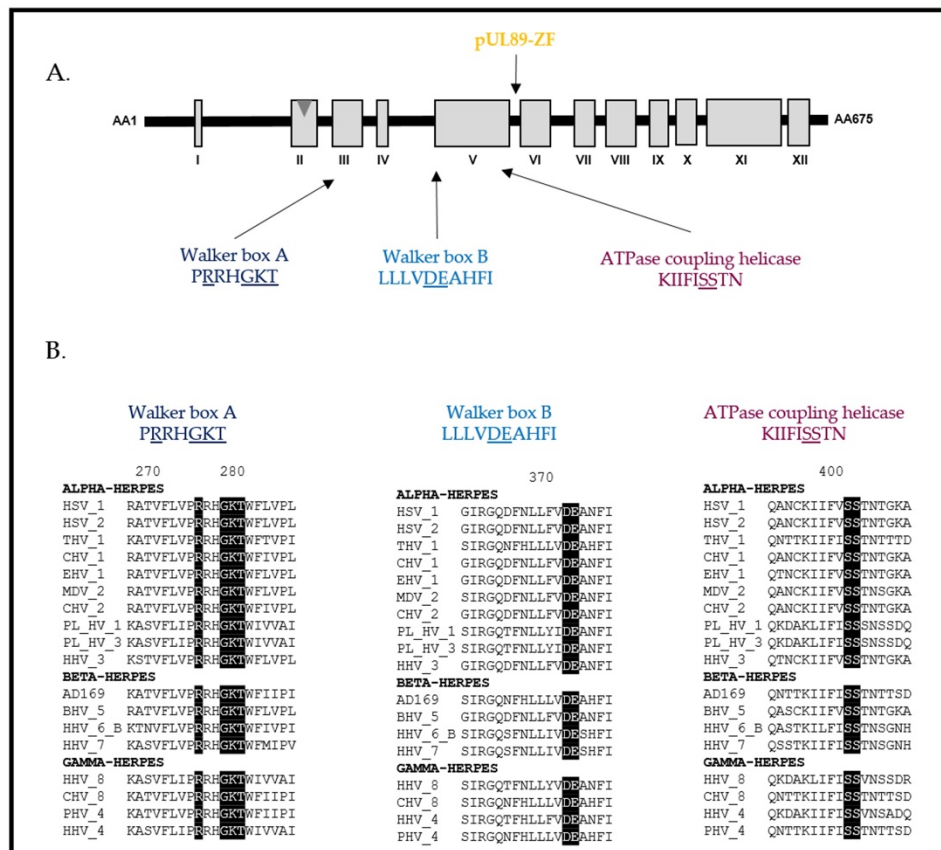 pUL89-ZF
A.
AA1
AA675
I II III IV V VI VII VIII IX X XI XII
Walker box A
PRRHGKT
Walker box B
LLLVDEAHFI
ATPase coupling helicase
KIIFISSTN
B.
Walker box A
PRRHGKT
270 280
ALPHA-HERPES
HSV_1 RATVFLVPRRHGKTWFLVPL
HSV_2 RATVFLVPRRHGKTWFLVPL
THV_1 KATVFLVPRRHGKTWFTVPI
CHV_1 RATVFLVPRRHGKTWFLVPL
EHV_1 RATVFLVPRRHGKTWFLVPL
MDV_2 RATVFLVPRRHGKTWFIVPL
CHV_2 RATVFLVPRRHGKTWFLVPL
PL_HV_1 KASVFLIPRRHGKTWIVVAI
PL_HV_3 KASVFLIPRRHGKTWIVVAI
HHV_3 KSTVFLVPRRHGKTWFLVPL
BETA-HERPES
AD169 KATVFLVPRRHGKTWFIIPI
BHV_5 RATVFLVPRRHGKTWFIIPI
HHV_6_B KTNVFLVPRRHGKTWFIVPI
HHV_7 KASVFLVPRRHGKTWFMIPV
GAMMA-HERPES
HHV_8 KASVFLIPRRHGKTWIVVAI
CHV_8 KATVFLVPRRHGKTWFIIPI
PHV_4 KATVFLVPRRHGKTWFIIPI
HHV_4 KASVFLIPRRHGKTWIVVAI
Walker box B
LLLVDEAHFI
370
ALPHA-HERPES
HSV_1 GIRGQDFNLLFVDEANFI
HSV_2 GIRGQDFNLLFVDEANFI
THV_1 SIRGQNFHLLLVDEAHFI
CHV_1 GIRGQDFNLLFVDEANFI
EHV_1 GIRGQDFNLLFVDEANFI
MDV_2 GIRGQDFNLLFVDEANFI
CHV_2 GIRGQDFNLLFVDEANFI
PL_HV_1 SIRGQNFNLLYIDEANFI
PL_HV_3 SIRGQTFNLLYIDEANFI
HHV_3 GIRGQDFNLLFVDEANFI
BETA-HERPES
AD169 SIRGQNFHLLLVDEAHFI
BHV_5 GIRGQDFNLLFVDEANFI
HHV_6_B SIRGQSFNLLIVDESHFI
HHV_7 SIRGQNFNLLIVDESHFI
GAMMA-HERPES
HHV_8 SIRGQTFNLLYVDEANFI
CHV_8 SIRGQNFHLLLVDEAHFI
HHV_4 SIRGQTFHLLFVDEANFI
PHV_4 SIRGQNFHLLLVDEAHFI
ATPase coupling helicase
KIIFISSTN
400
ALPHA-HERPES
HSV_1 QANCKIIFVSSTNTGKA
HSV_2 QANCKIIFVSSTNTGKA
THV_1 QNTTKIIFISSTNTTTD
CHV_1 QANCKIIFVSSTNTGKA
EHV_1 QTNCKIIFVSSTNTGKA
MDV_2 QANCKIIFVSSTNSGKA
CHV_2 QANCKIIFVSSTNTGKA
PL_HV_1 QKDAKLIFISSSNSSDQ
PL_HV_3 QKDAKLIFISSSNSSDQ
HHV_3 QTNCKIIFVSSTNTGKA
BETA-HERPES
AD169 QNTTKIIFISSTNTTSD
BHV_5 QASCKIIFVSSTNTGKA
HHV_6_B QASTKILFISSTNSGNH
HHV_7 QSSTKIIFISSTNSGNH
GAMMA-HERPES
HHV_8 QKDAKLIFISSVNSSDR
CHV_8 QNTTKIIFISSTNTTSD
HHV_4 QKDAKLIFISSVNSADQ
PHV_4 QNTTKIIFISSTNTTSD